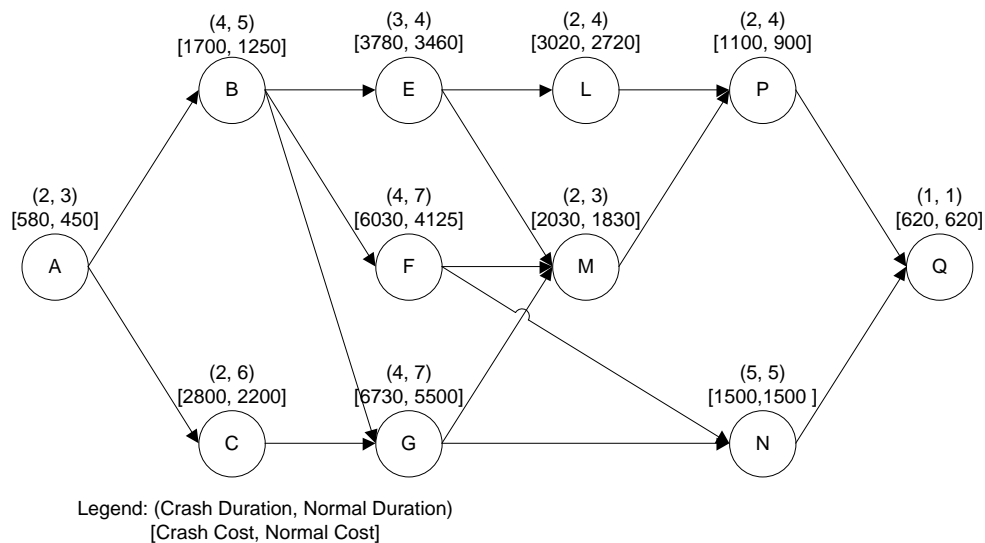 (4, 5)
[1700, 1250]
B
(3, 4)
[3780, 3460]
E
(2, 4)
[3020, 2720]
L
(2, 4)
[1100, 900]
P
(2, 3)
[580, 450]
A
(4, 7)
[6030, 4125]
F
(2, 3)
[2030, 1830]
M
(1, 1)
[620, 620]
Q
(2, 6)
[2800, 2200]
C
(4, 7)
[6730, 5500]
G
(5, 5)
[1500,1500 ]
N
Legend: (Crash Duration, Normal Duration)
[Crash Cost, Normal Cost]